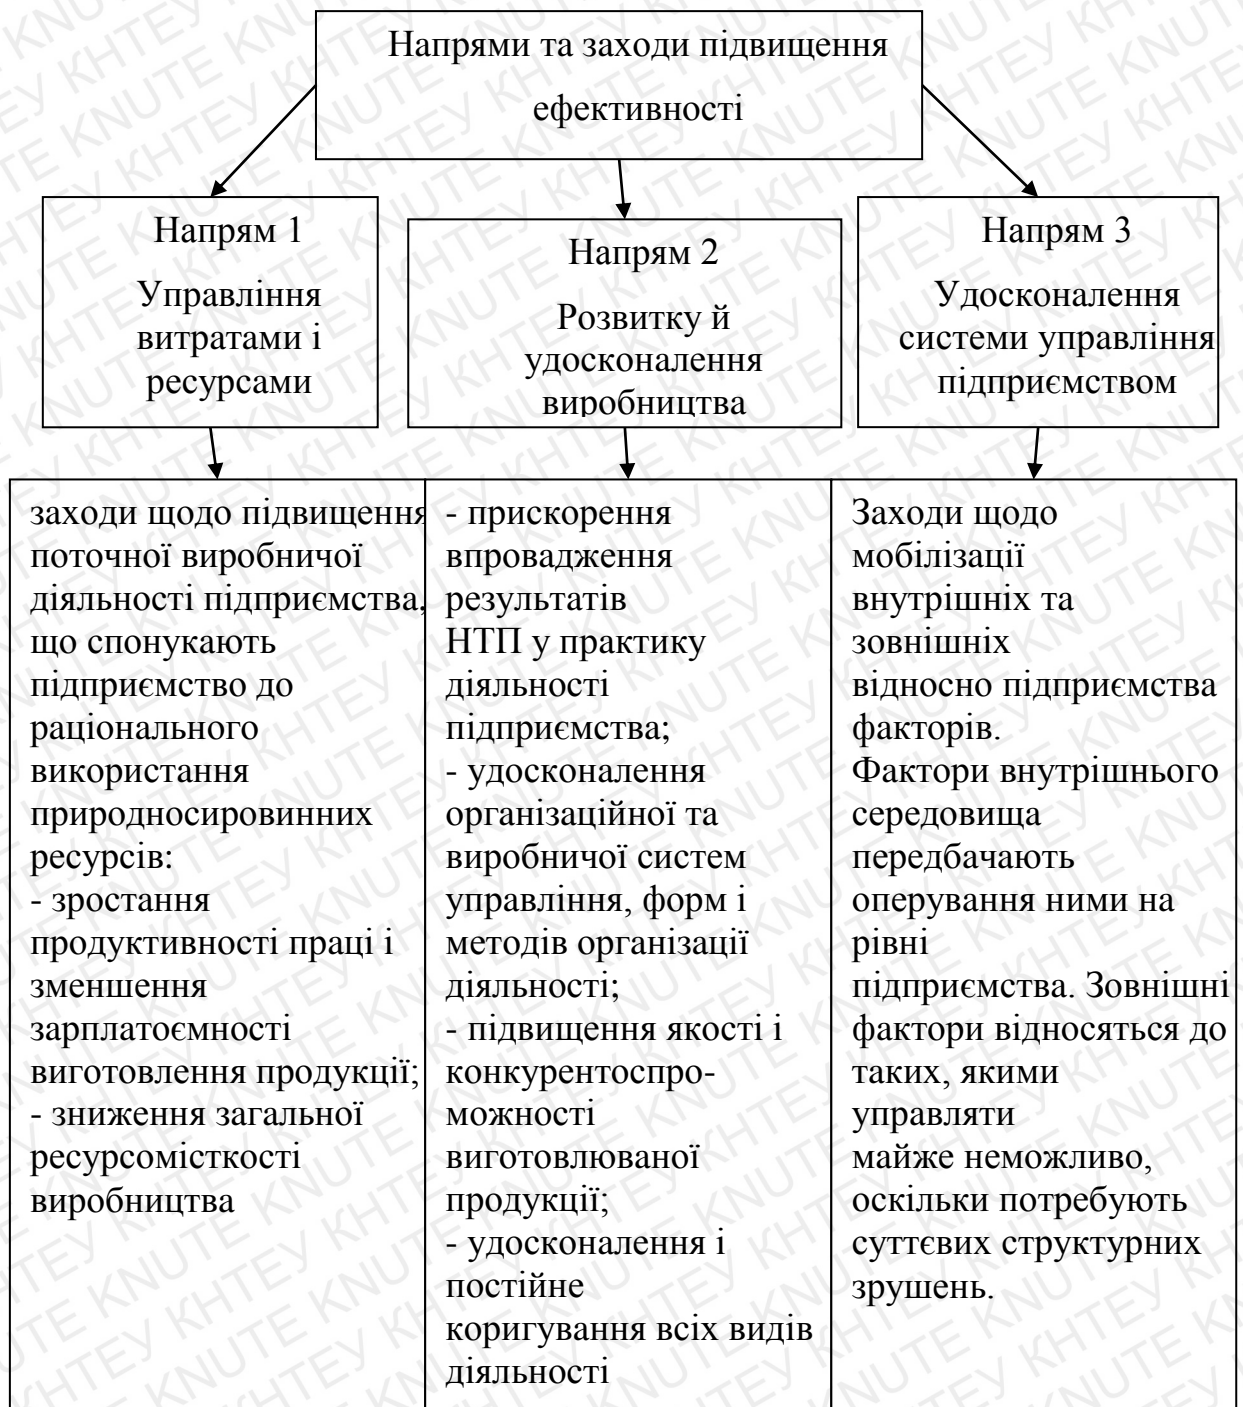 Напрями та заходи підвищення
ефективності
Напрям 1
Управління
витратами і
ресурсами
Напрям 2
Розвитку й
удосконалення
виробництва
Напрям 3
Удосконалення
системи управління
підприємством
заходи щодо підвищення
поточної виробничої
діяльності підприємства,
що спонукають
підприємство до
раціонального
використання
природносировинних
ресурсів:
- зростання
продуктивності праці і
зменшення
зарплатоємності
виготовлення продукції;
- зниження загальної
ресурсомісткості
виробництва
- прискорення
впровадження
результатів
НТП у практику
діяльності
підприємства;
- удосконалення
організаційної та
виробничої систем
управління, форм і
методів організації
діяльності;
- підвищення якості і
конкурентоспро-
можності
виготовлюваної
продукції;
- удосконалення і
постійне
коригування всіх видів
діяльності
Заходи щодо
мобілізації
внутрішніх та
зовнішніх
відносно підприємства
факторів.
Фактори внутрішнього
середовища
передбачають
оперування ними на
рівні
підприємства. Зовнішні
фактори відносяться до
таких, якими
управляти
майже неможливо,
оскільки потребують
суттєвих структурних
зрушень.